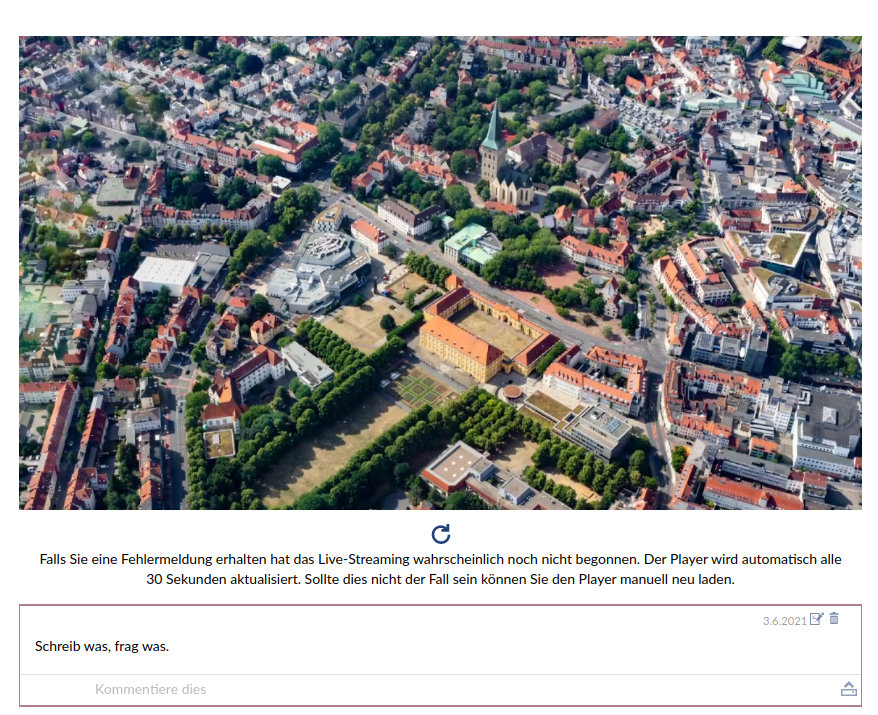 Falls Sie eine Fehlermeldung erhalten hat das Live-Streaming wahrscheinlich noch nicht begonnen. Der Player wird automatisch alle
30 Sekunden aktualisiert. Sollte dies nicht der Fall sein können Sie den Player manuell neu laden.
3.6.2021
Schreib was, frag was.
Kommentiere dies